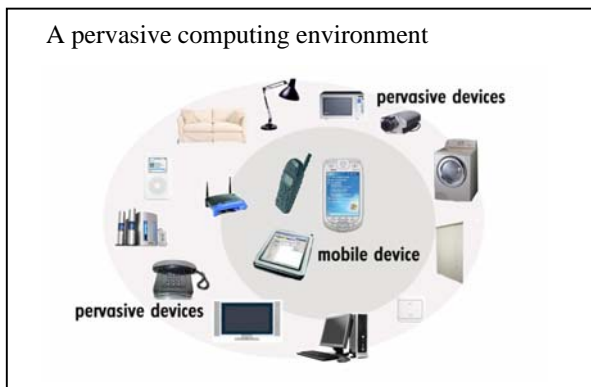 A pervasive computing environment
pervasive devices
mobile device
pervasive devices